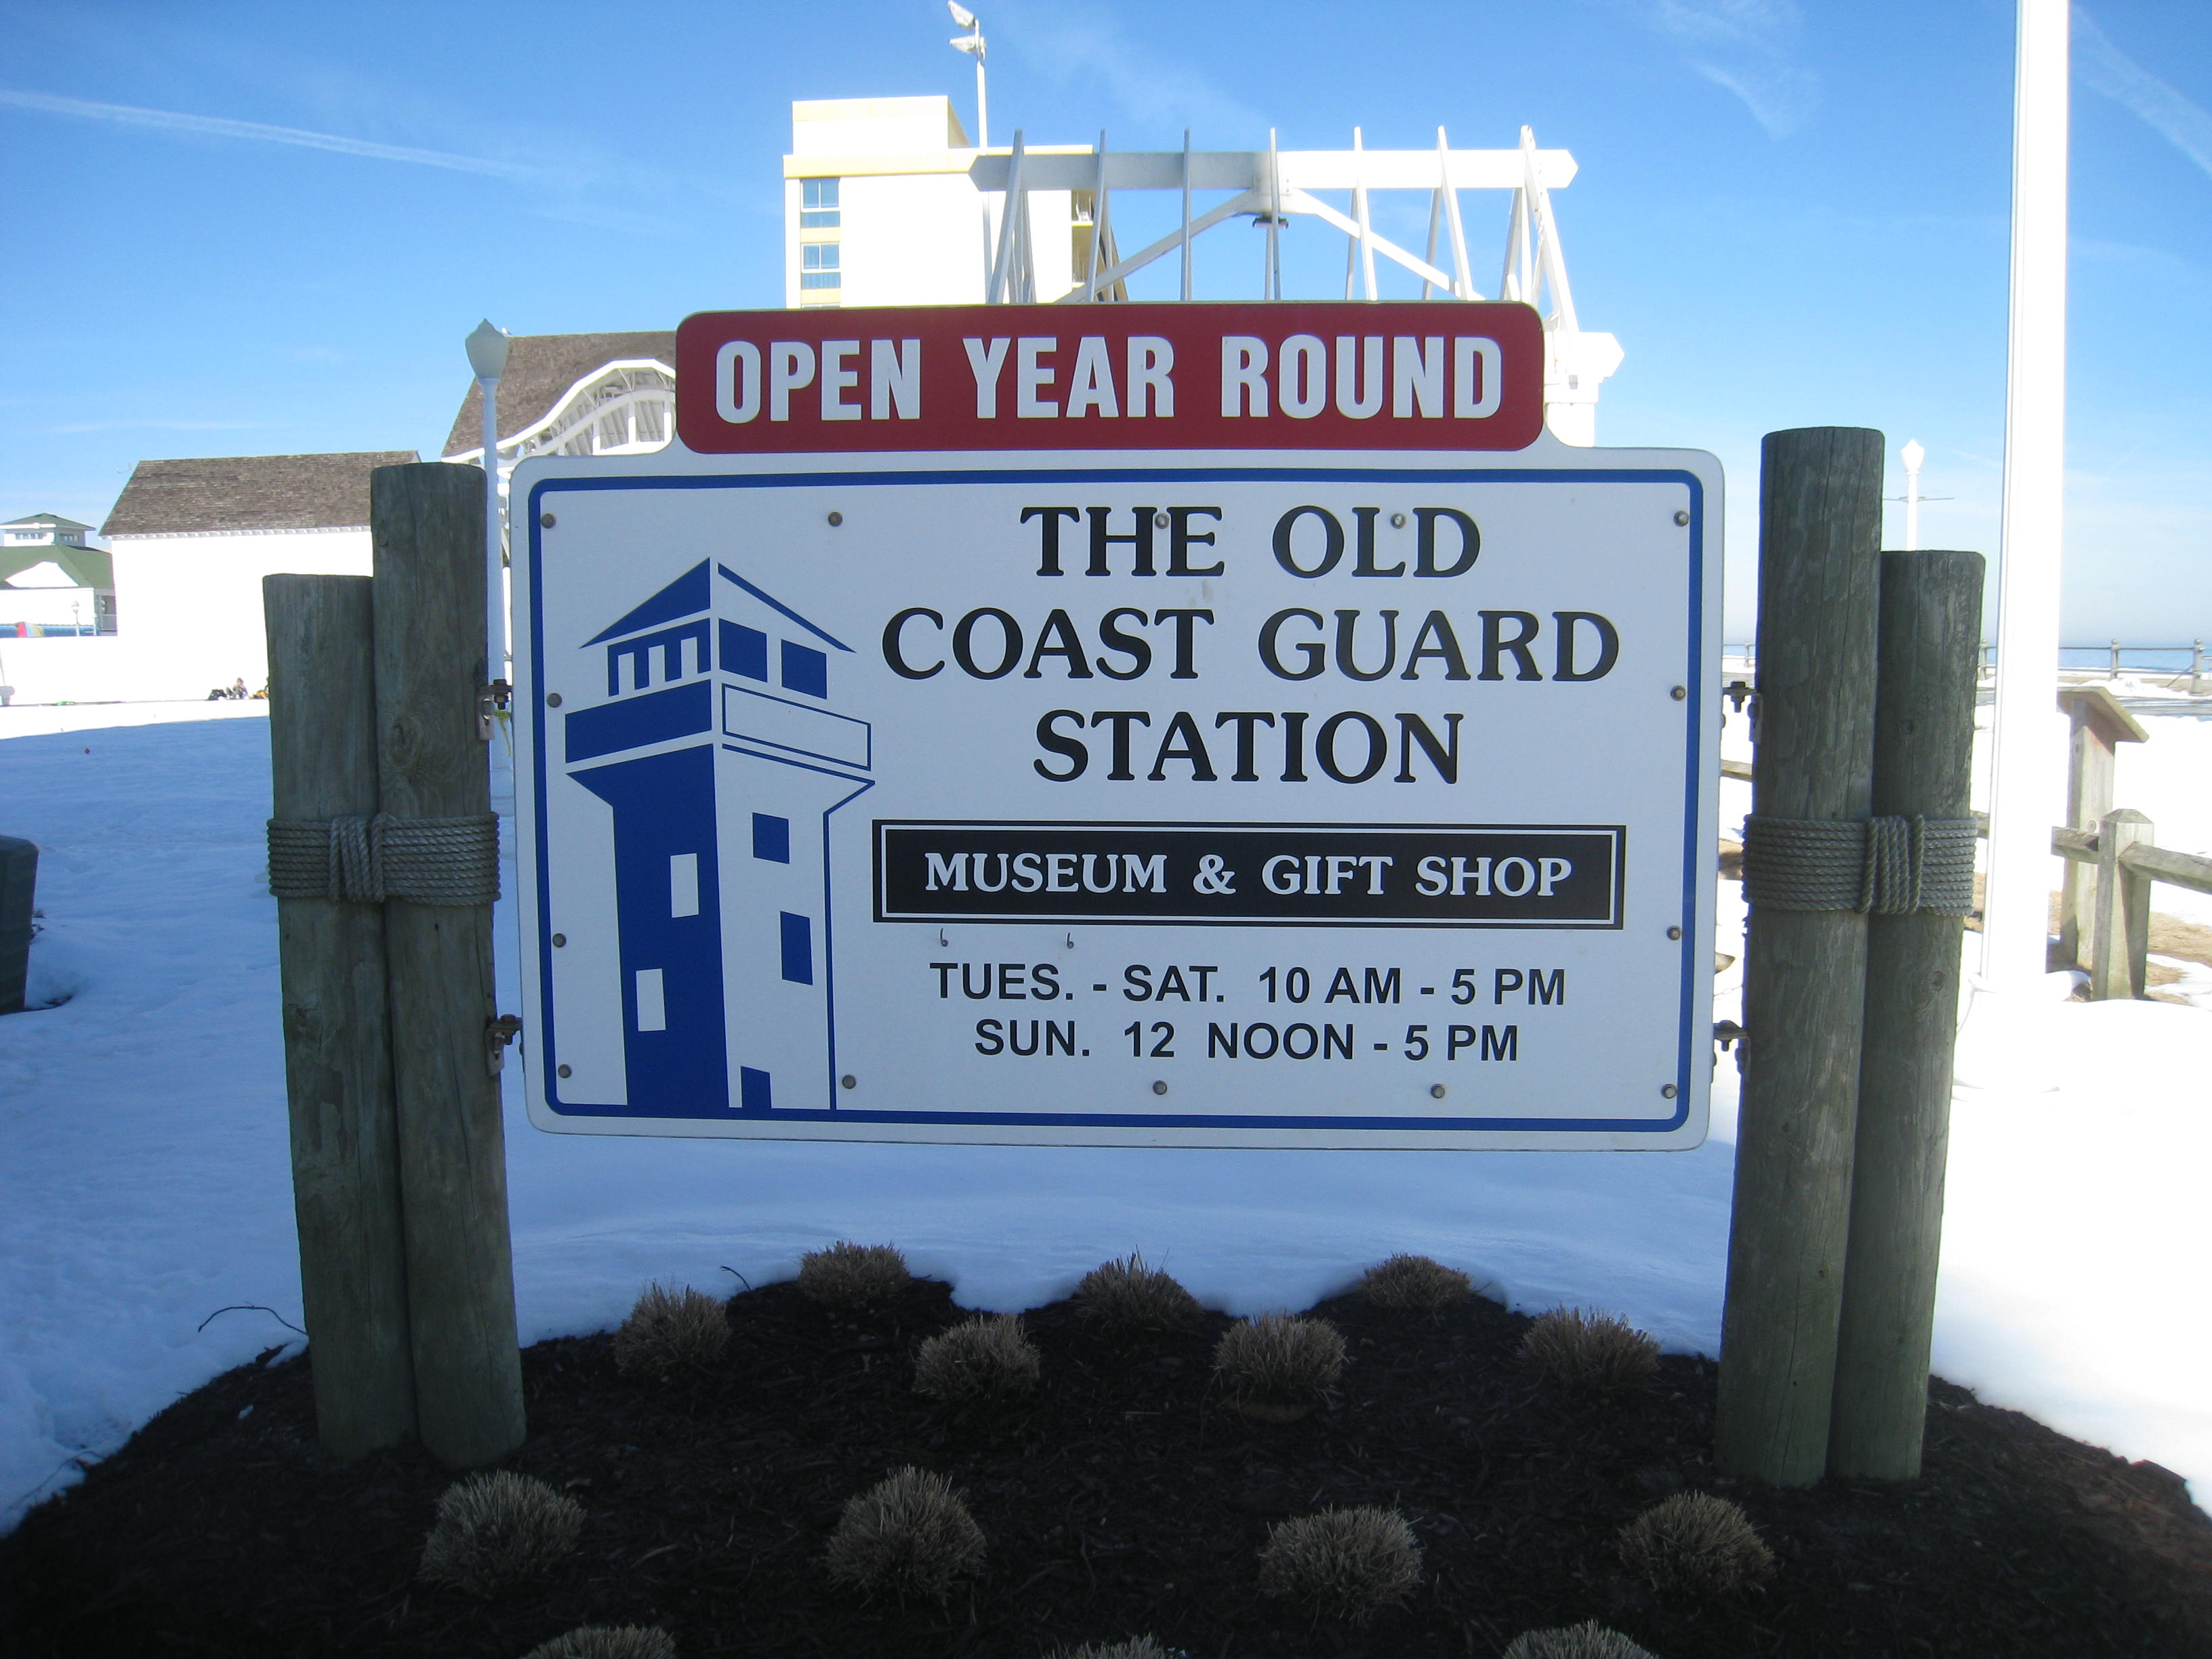 OPEN YEAR ROUND
THE OLD
COAST GUARD
STATION
MUSEUM & GIFT SHOP
TUES. - SAT. 10 AM - 5 PM
SUN. 12 NOON - 5 PM